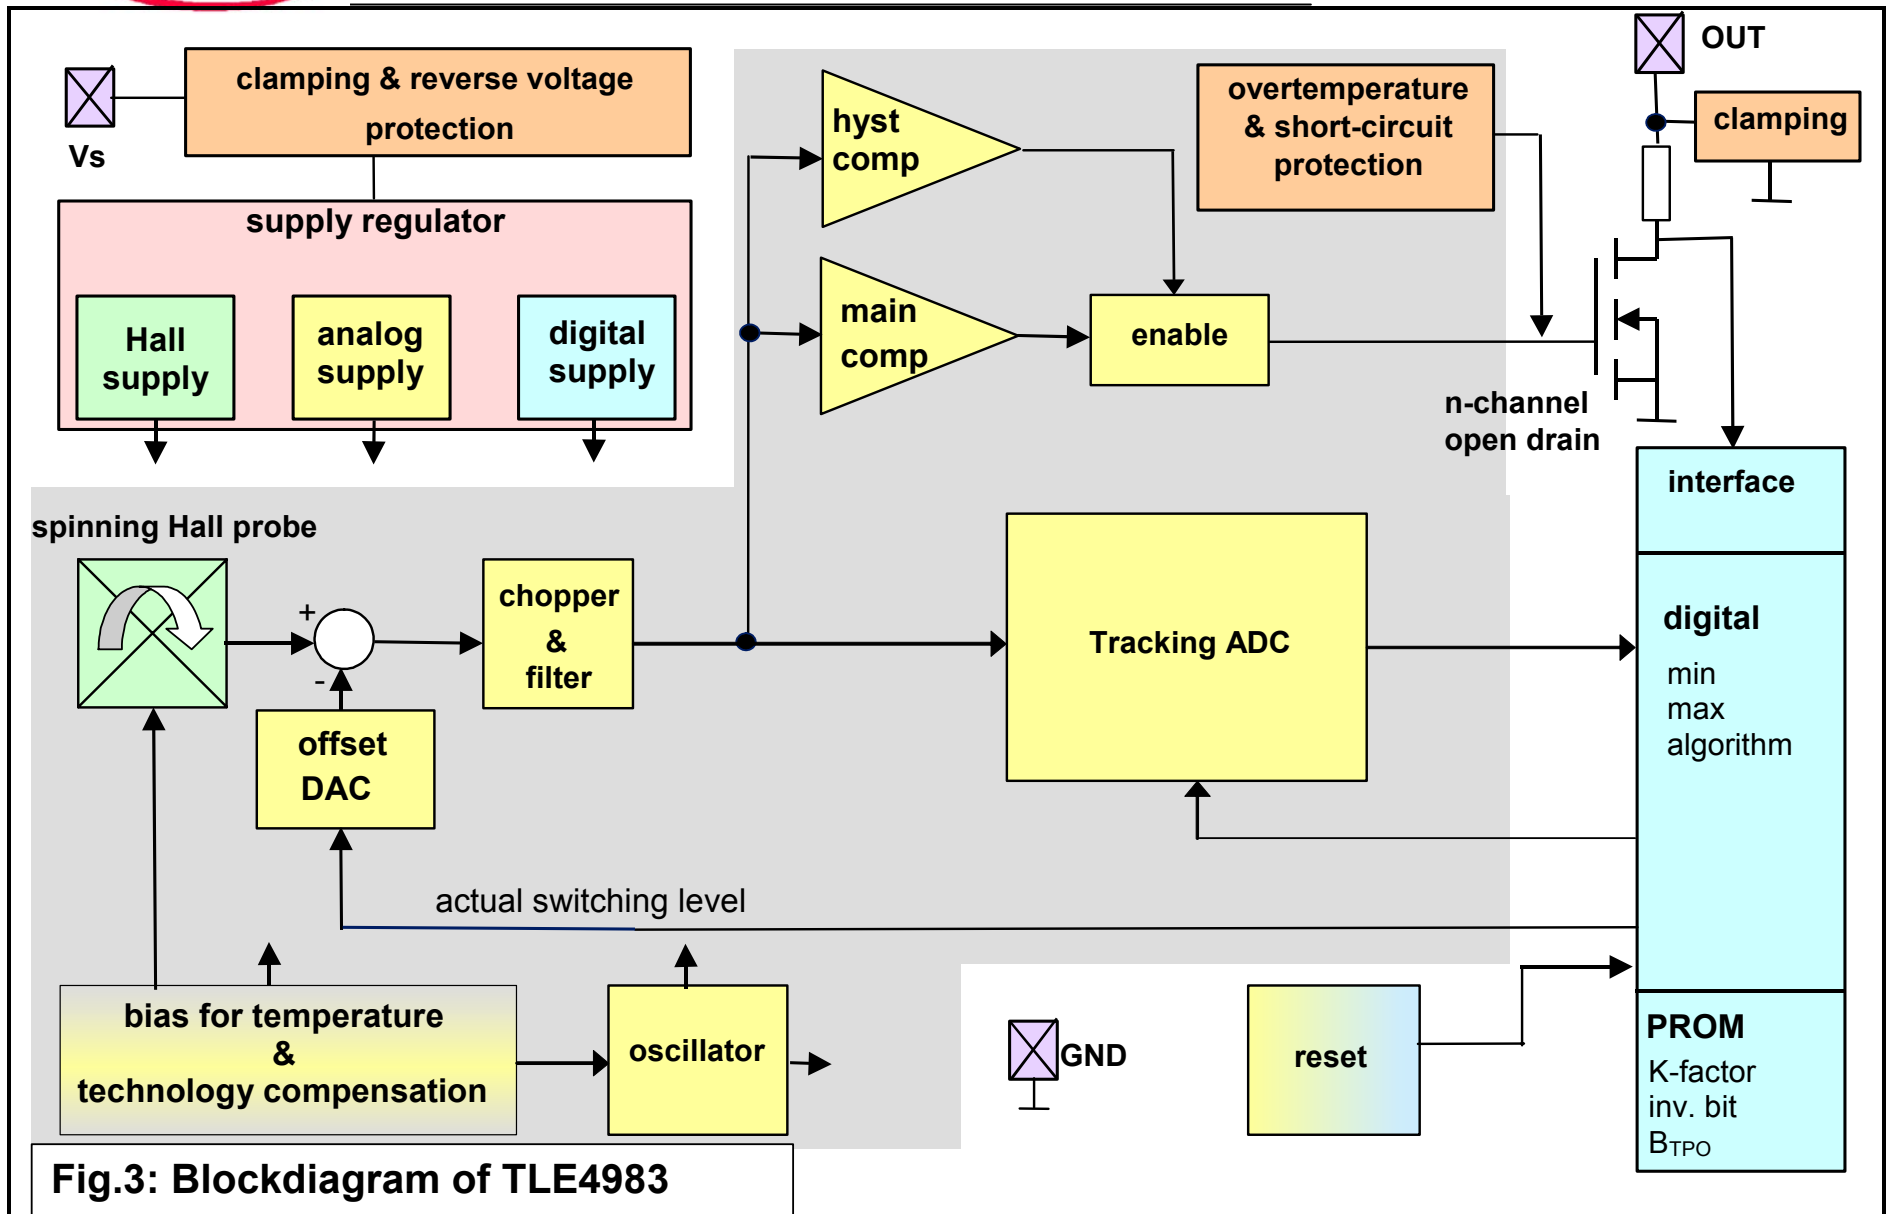 OUT
clamping & reverse voltage
protection
Vs
hyst
comp
overtemperature
& short-circuit
protection
clamping
supply regulator
Hall
supply
analog
supply
digital
supply
main
comp
enable
n-channel
open drain
interface
spinning Hall probe
+
-
chopper
&
filter
Tracking ADC
digital
min
max
algorithm
offset
DAC
actual switching level
bias for temperature
&
technology compensation
oscillator
GND
reset
PROM
K-factor
inv. bit
BTPO
Fig.3: Blockdiagram of TLE4983